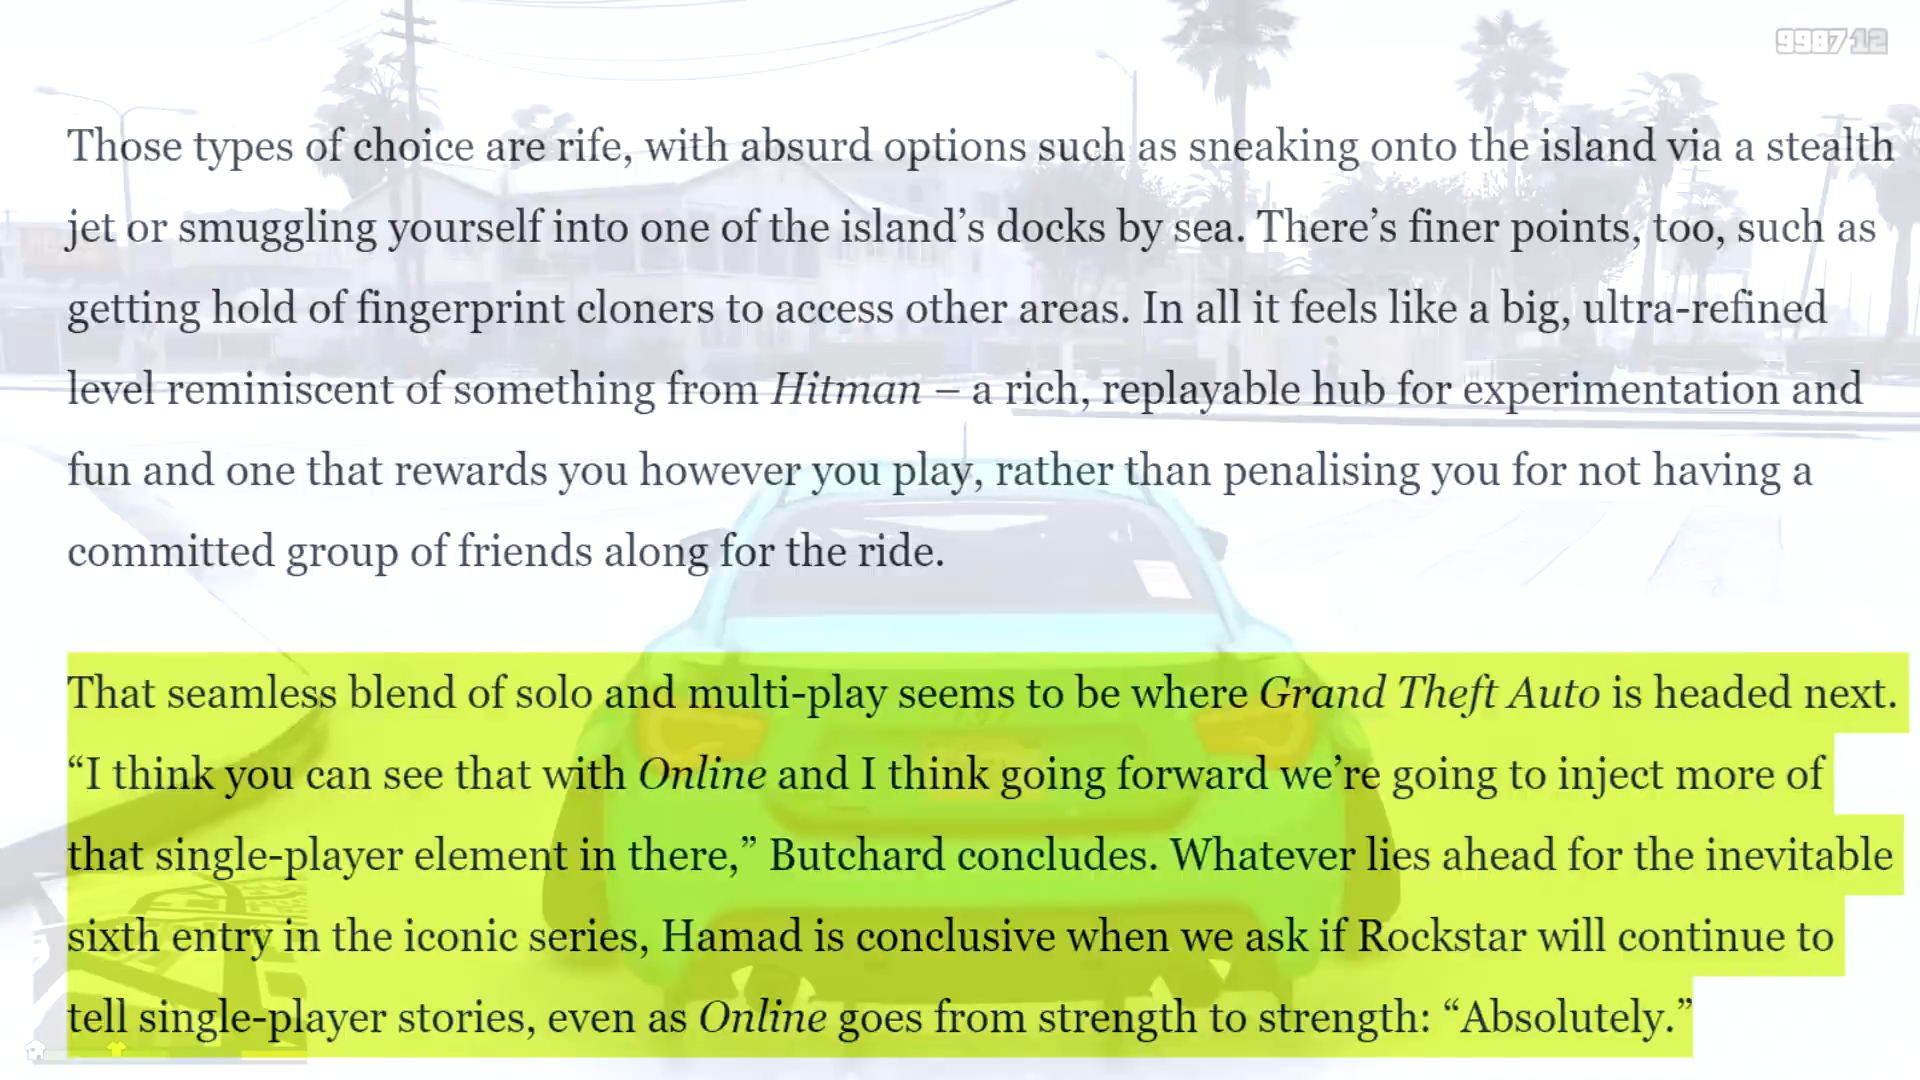 998712
Those types of choice are rife, with absurd options such as sneaking onto the island via a stealth
jet or smuggling yourself into one of the island’s docks by sea. There’s finer points, too, such as
getting hold of fingerprint cloners to access other areas. In all it feels like a big, ultra-refined
level reminiscent of something from Hitman – a rich, replayable hub for experimentation and
fun and one that rewards you however you play, rather than penalising you for not having a
committed group of friends along for the ride.
That seamless blend of solo and multi-play seems to be where Grand Theft Auto is headed next.
“I think you can see that with Online and I think going forward we’re going to inject more of
that single-player element in there,” Butchard concludes. Whatever lies ahead for the inevitable
sixth entry in the iconic series, Hamad is conclusive when we ask if Rockstar will continue to
tell single-player stories, even as Online goes from strength to strength: “Absolutely.”